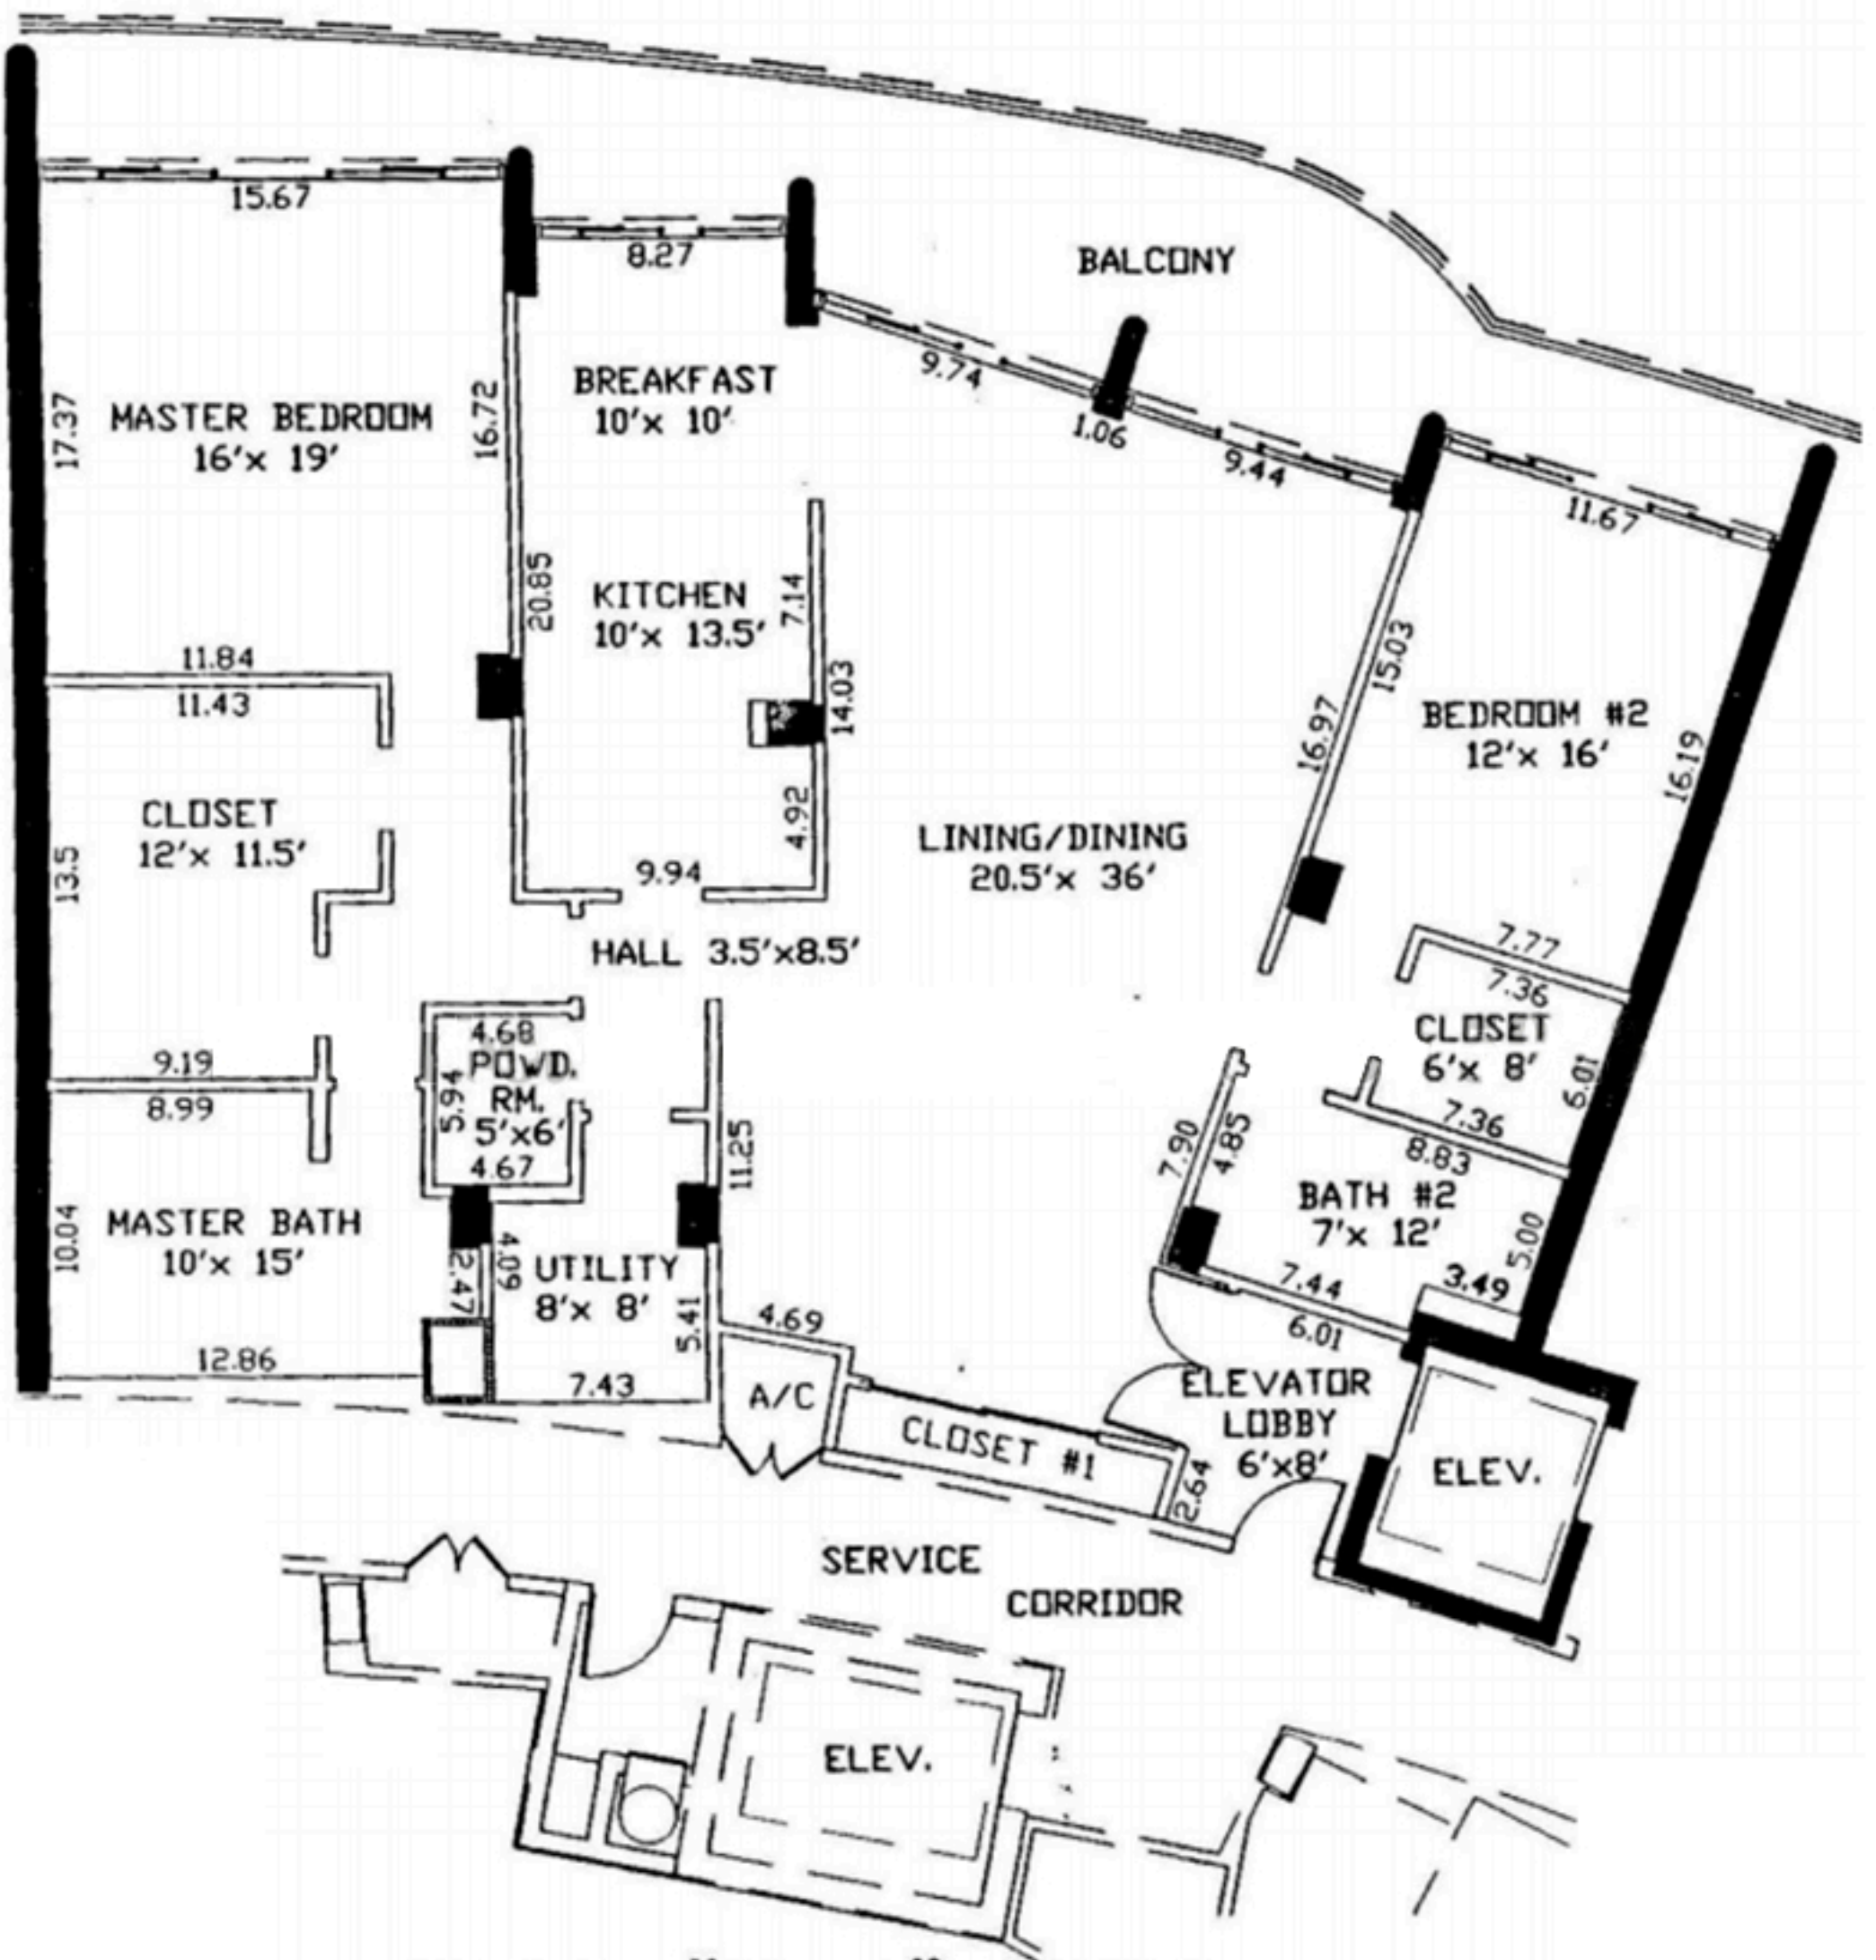 15.67
8.27
BALCONY
9.74
1.06
9.44
11.67
MASTER BEDROOM
16'x 19'
17.37
16.72
BREAKFAST
10'x 10'
20.85
KITCHEN
10'x 13.5'
7.14
14.03
4.92
9.94
11.84
11.43
CLOSET
12'x 11.5'
13.5
LINING/DINING
20.5'x 36'
16.97
15.03
BEDROOM #2
12'x 16'
16.19
7.77
7.36
CLOSET
6'x 8'
6.01
7.36
8.83
HALL 3.5'x8.5'
9.19
8.99
4.68
POWD.
RM.
5'x6'
5.94
4.67
11.25
7.90
4.85
BATH #2
7'x 12'
5.00
3.49
7.44
6.01
MASTER BATH
10'x 15'
10.04
2.47
4.09
UTILITY
8'x 8'
5.41
4.69
12.86
7.43
A/C
CLOSET #1
2.64
ELEVATOR
LOBBY
6'x8'
ELEV.
SERVICE
CORRIDOR
ELEV.